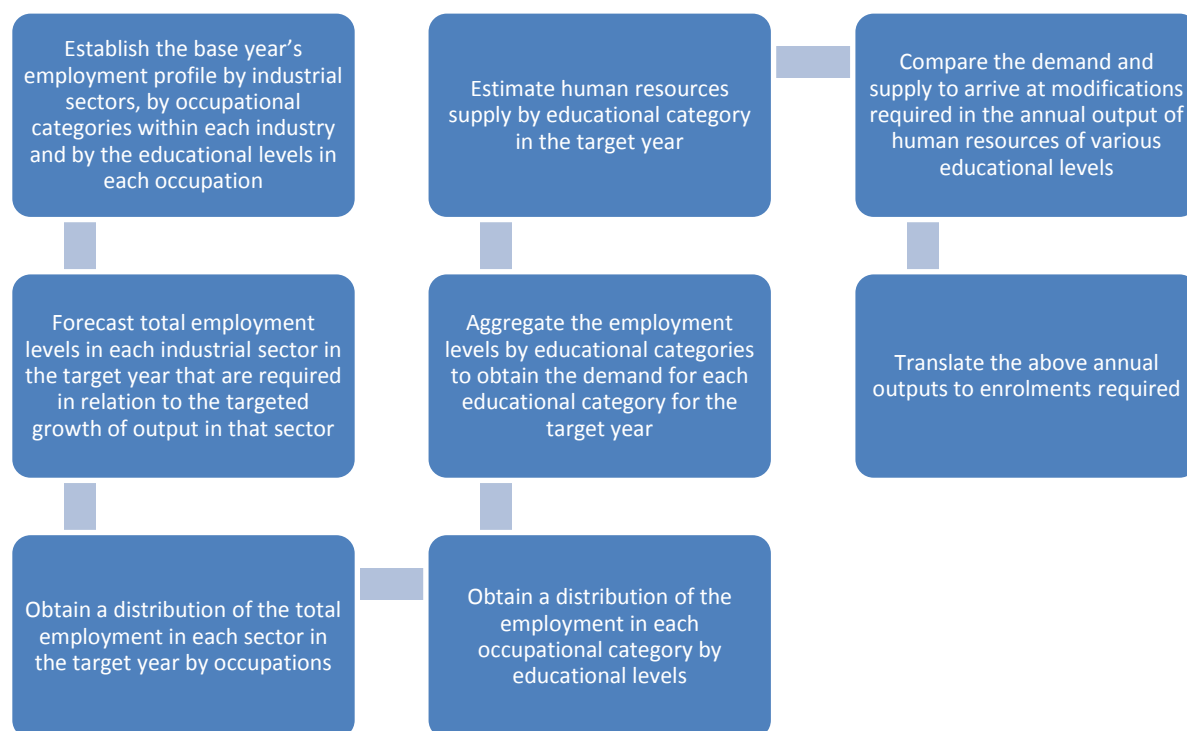 Establish the base year’s
employment profile by industrial
sectors, by occupational
categories within each industry
and by the educational levels in
each occupation
Forecast total employment
levels in each industrial sector in
the target year that are required
in relation to the targeted
growth of output in that sector
Obtain a distribution of the total
employment in each sector in
the target year by occupations
Obtain a distribution of the
employment in each
occupational category by
educational levels
Aggregate the employment
levels by educational categories
to obtain the demand for each
educational category for the
target year
Estimate human resources
supply by educational category
in the target year
Compare the demand and
supply to arrive at modifications
required in the annual output of
human resources of various
educational levels
Translate the above annual
outputs to enrolments required